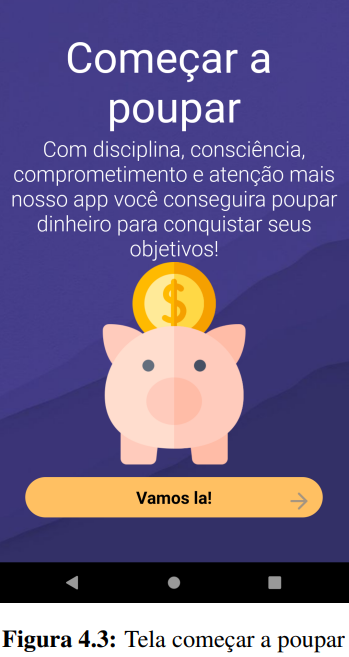 Começar a
poupar
Com disciplina, consciência,
comprometimento e atenção mais
nosso app você conseguira poupar
dinheiro para conquistar seus
objetivos!
$
Vamos la!
Figura 4.3: Tela começar a poupar